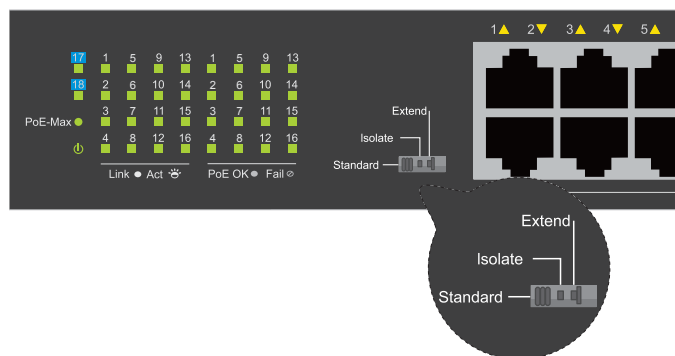 1▲ 2▼ 3▲ 4▼ 5▲
17 1 5 9 13 1 5 9 13
18 2 6 10 14 2 6 10 14
PoE-Max 3 7 11 15 3 7 11 15
4 8 12 16 4 8 12 16
Link Act PoE OK Fail
Extend
Isolate
Standard
Extend
Isolate
Standard